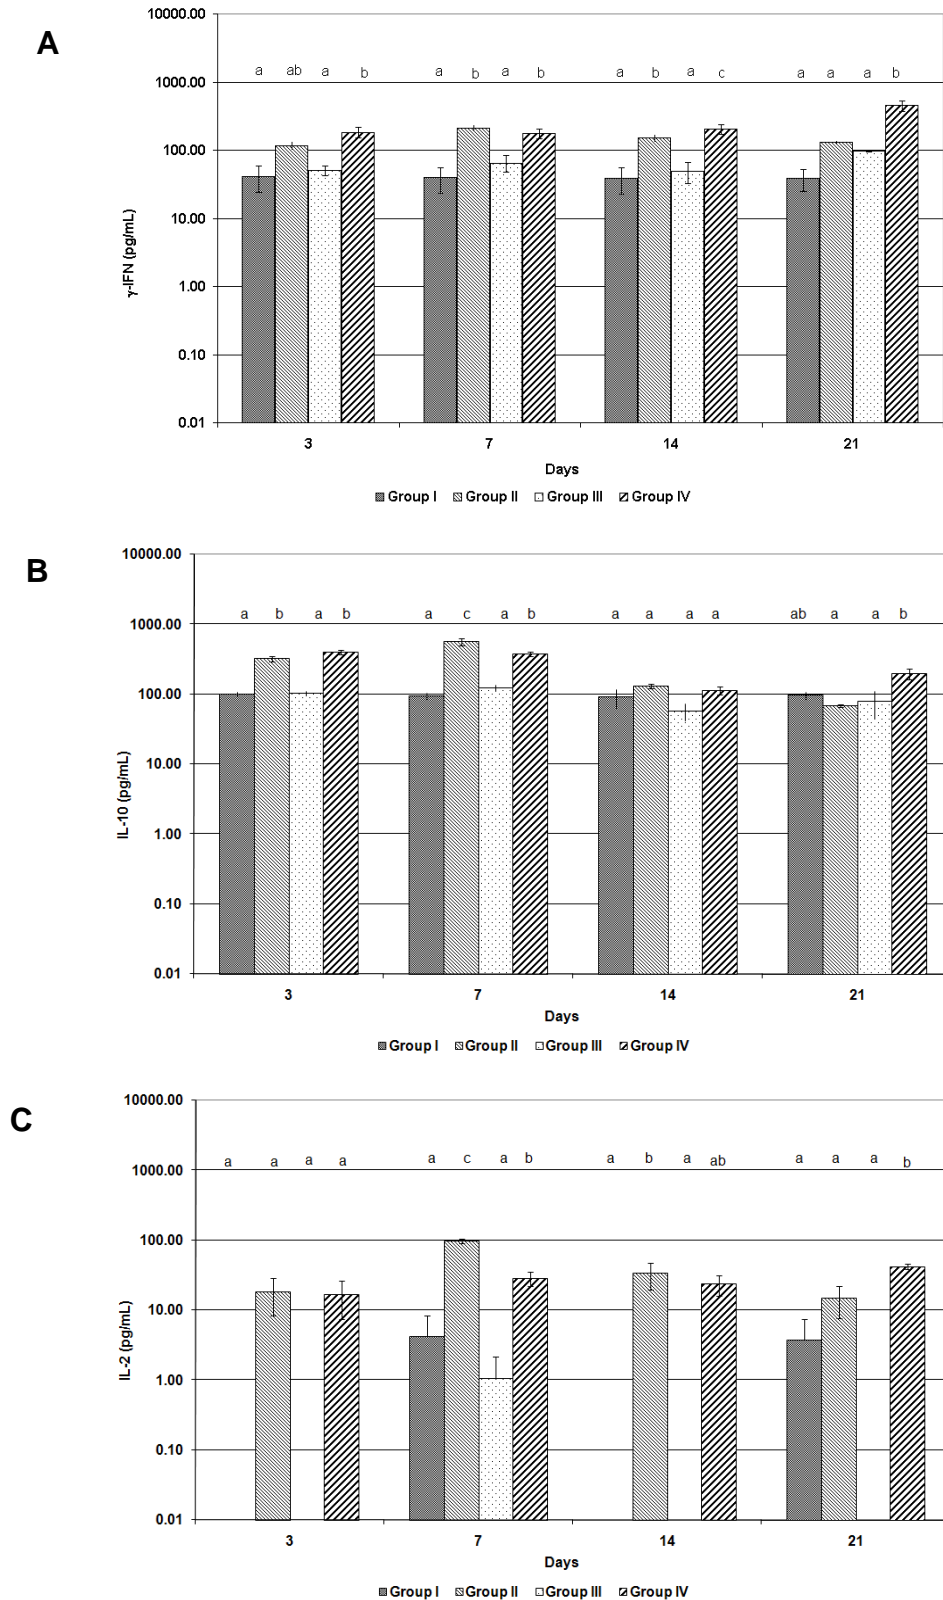 A
10000.00
a ab a b a b a b a b a c a a a b
1000.00
100.00
10.00
1.00
0.10
0.01
γ-IFN (pg/mL)
3 7 14 21
Days
Group I Group II Group III Group IV
B
10000.00
a b a b a c a b a a a a ab a a b
1000.00
100.00
10.00
1.00
0.10
0.01
IL-10 (pg/mL)
3 7 14 21
Days
Group I Group II Group III Group IV
C
10000.00
a a a a a c a b a b a ab a a a b
1000.00
100.00
10.00
1.00
0.10
0.01
IL-2 (pg/mL)
3 7 14 21
Days
Group I Group II Group III Group IV